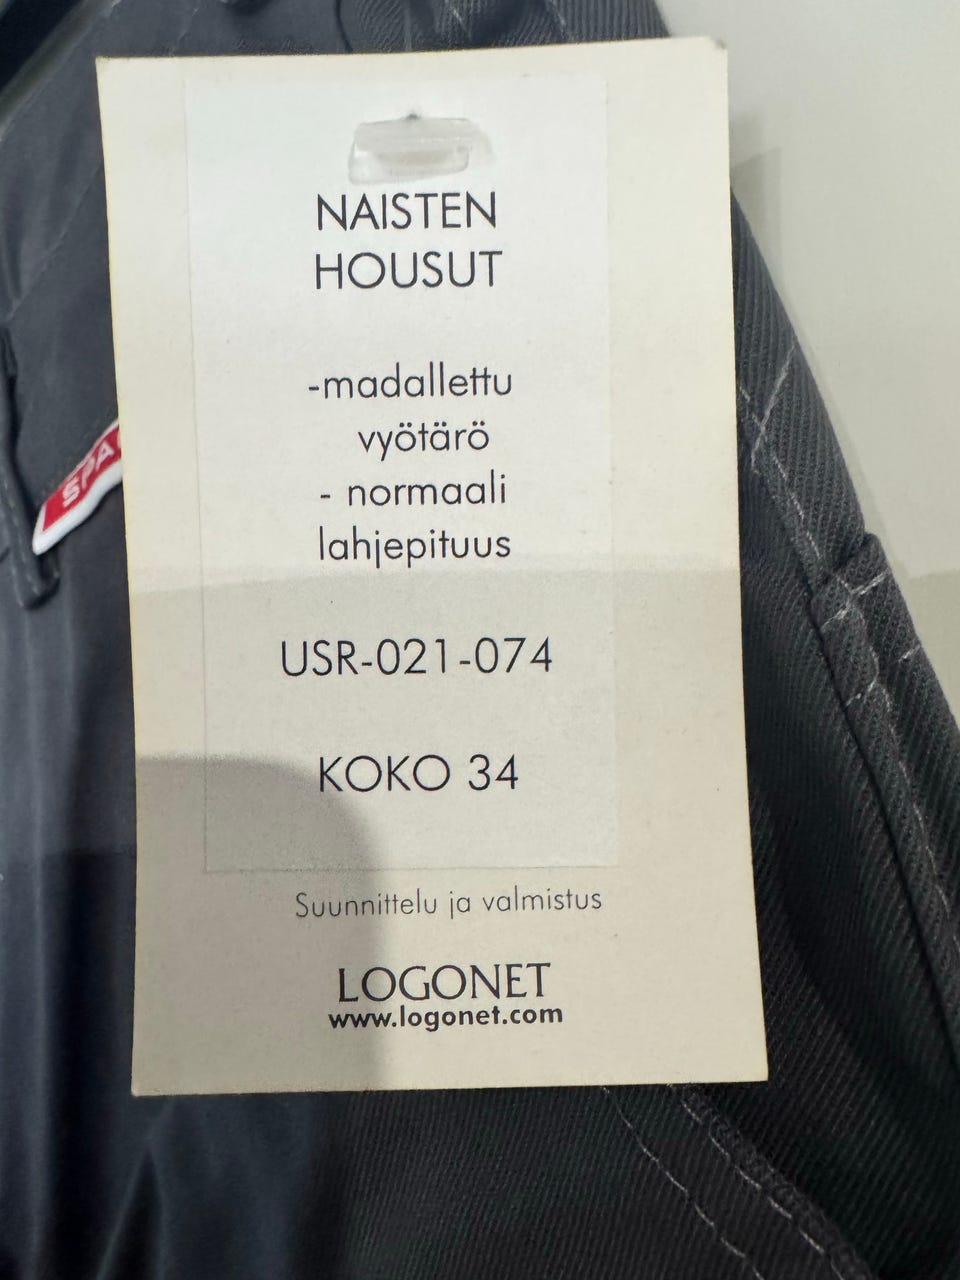 NAISTEN
HOUSUT
-madallettu
vyötärö
- normaali
lahjepituus
USR-021-074
KOKO 34
Suunnittelu ja valmistus
LOGONET
www.logonet.com